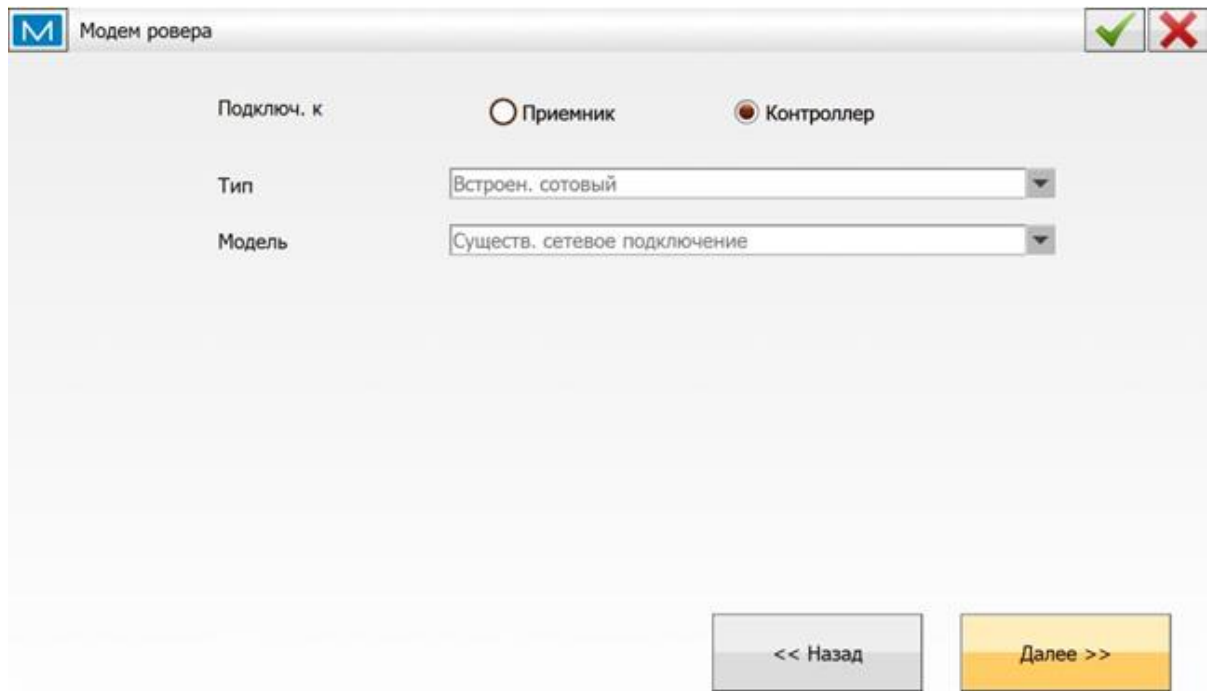 Модем ровера
Подключ. к Приемник Контроллер
Тип Встроен. сотовый
Модель Существ. сетевое подключение
<< Назад Далее >>